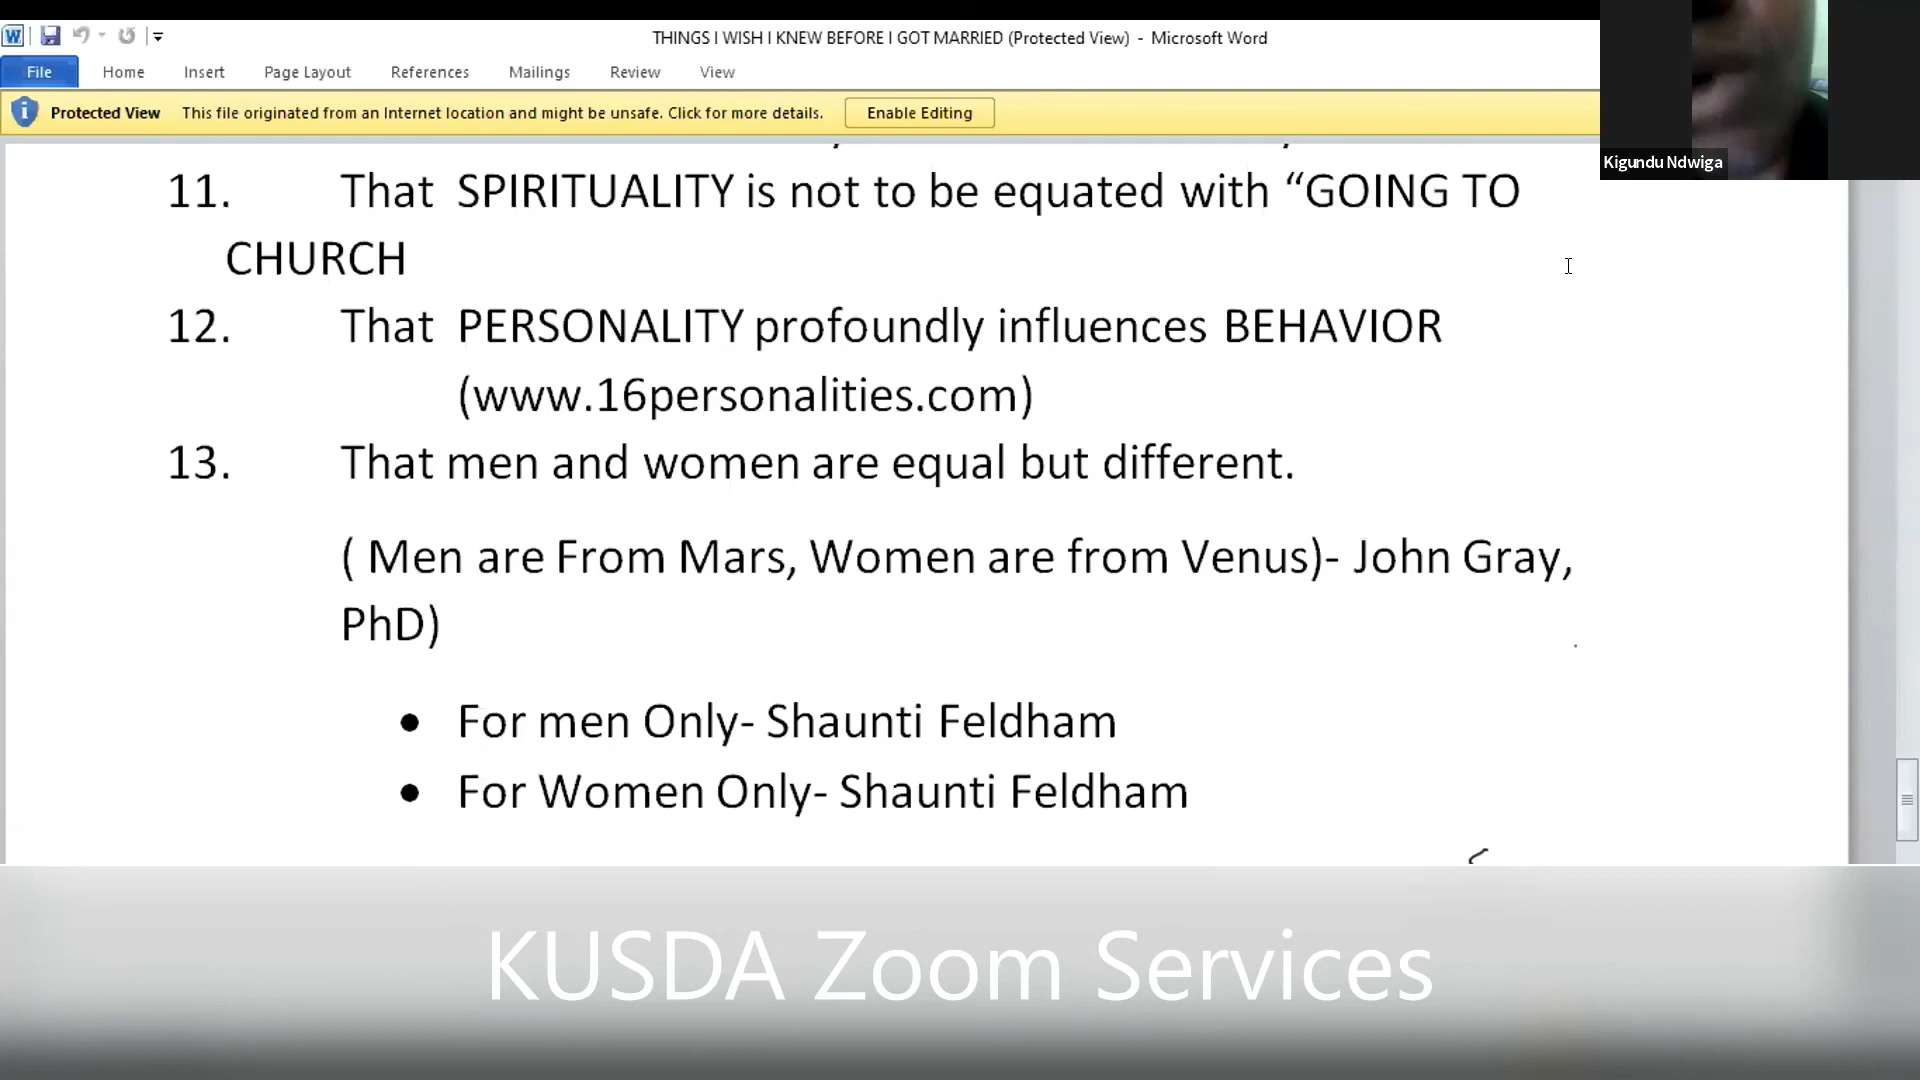 THINGS I WISH I KNEW BEFORE I GOT MARRIED (Protected View) - Microsoft Word
File Home Insert Page Layout References Mailings Review View
Protected View This file originated from an Internet location and might be unsafe. Click for more details. Enable Editing
Kigundu Ndwiga
11. That SPIRITUALITY is not to be equated with “GOING TO
CHURCH
12. That PERSONALITY profoundly influences BEHAVIOR
(www.16personalities.com)
13. That men and women are equal but different.
( Men are From Mars, Women are from Venus)- John Gray,
PhD)
• For men Only- Shaunti Feldham
• For Women Only- Shaunti Feldham
KUSDA Zoom Services